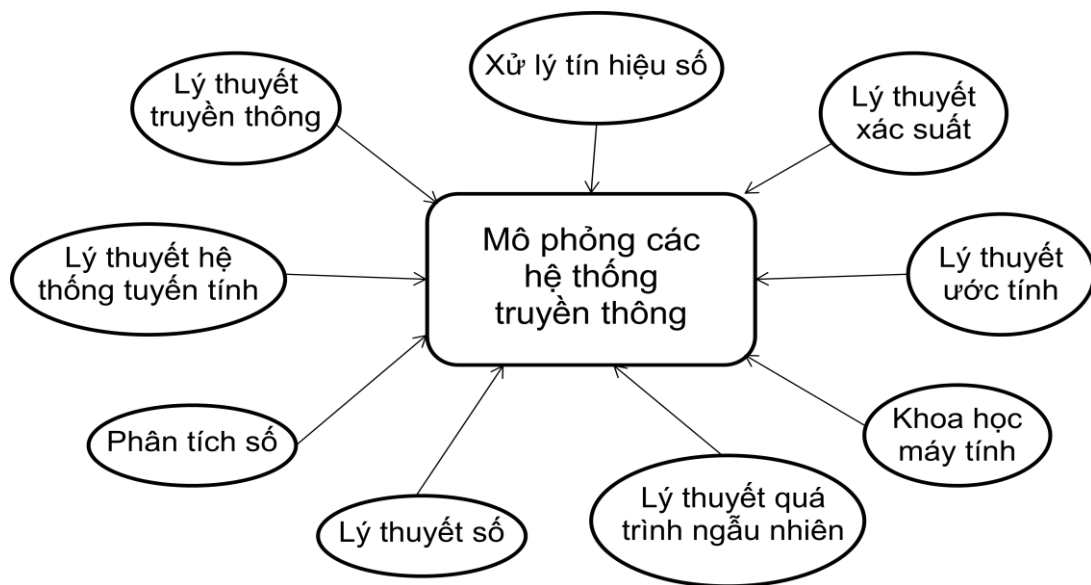 Xử lý tín hiệu số
Lý thuyết
truyền thông
Lý thuyết
xác suất
Mô phỏng các
hệ thống
truyền thông
Lý thuyết hệ
thống tuyến tính
Lý thuyết
ước tính
Phân tích số
Khoa học
máy tính
Lý thuyết số
Lý thuyết quá
trình ngẫu nhiên